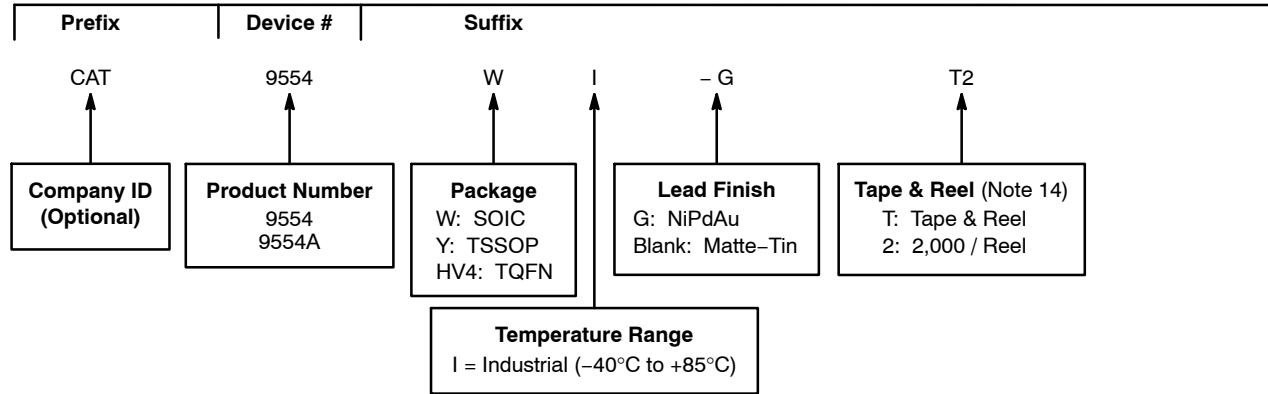 Prefix Device # Suffix
CAT 9554 W I – G T2
Company ID
(Optional)
Product Number
9554
9554A
Package
W: SOIC
Y: TSSOP
HV4: TQFN
Lead Finish
G: NiPdAu
Blank: Matte−Tin
Tape & Reel (Note 14)
T: Tape & Reel
2: 2,000 / Reel
Temperature Range
I = Industrial (−40°C to +85°C)